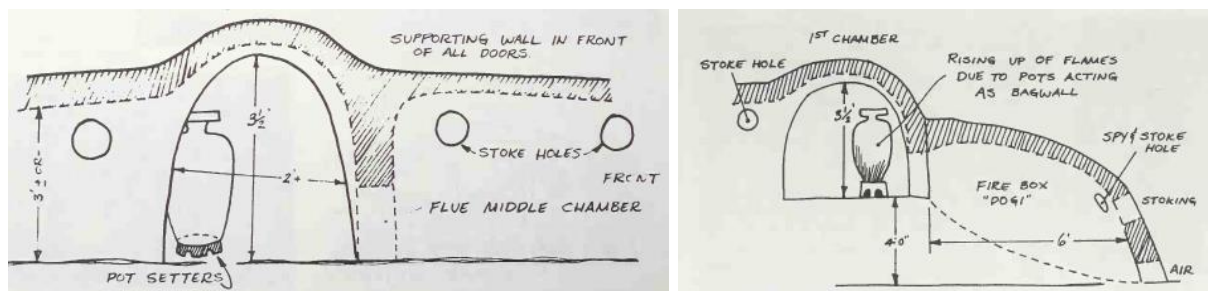 SUPPORTING WALL IN FRONT
OF ALL DOORS.
3½'
3'± OR-
2'±
STOKE HOLES
FRONT
FLUE MIDDLE CHAMBER
POT SETTERS
1ST CHAMBER
STOKE HOLE
RISING UP OF FLAMES
DUE TO POTS ACTING
AS BAGWALL
3½'
SPY & STOKE
HOLE
FIRE BOX
"DOGI"
STOKING
4'0"
6'
AIR